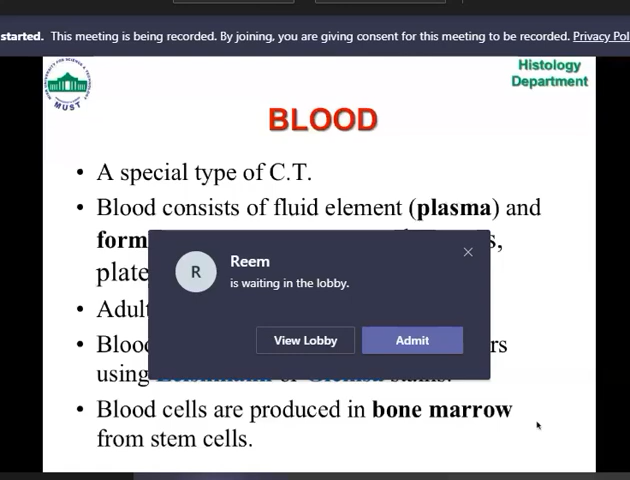 started. This meeting is being recorded. By joining, you are giving consent for this meeting to be recorded. Privacy Pol
Histology
Department
MUST
BLOOD
• A special type of C.T.
• Blood consists of fluid element (plasma) and
form
plate
Reem
R
is waiting in the lobby.
• Adult
View Lobby
Admit
• Blood
rs
using
or
stains.
• Blood cells are produced in bone marrow
from stem cells.